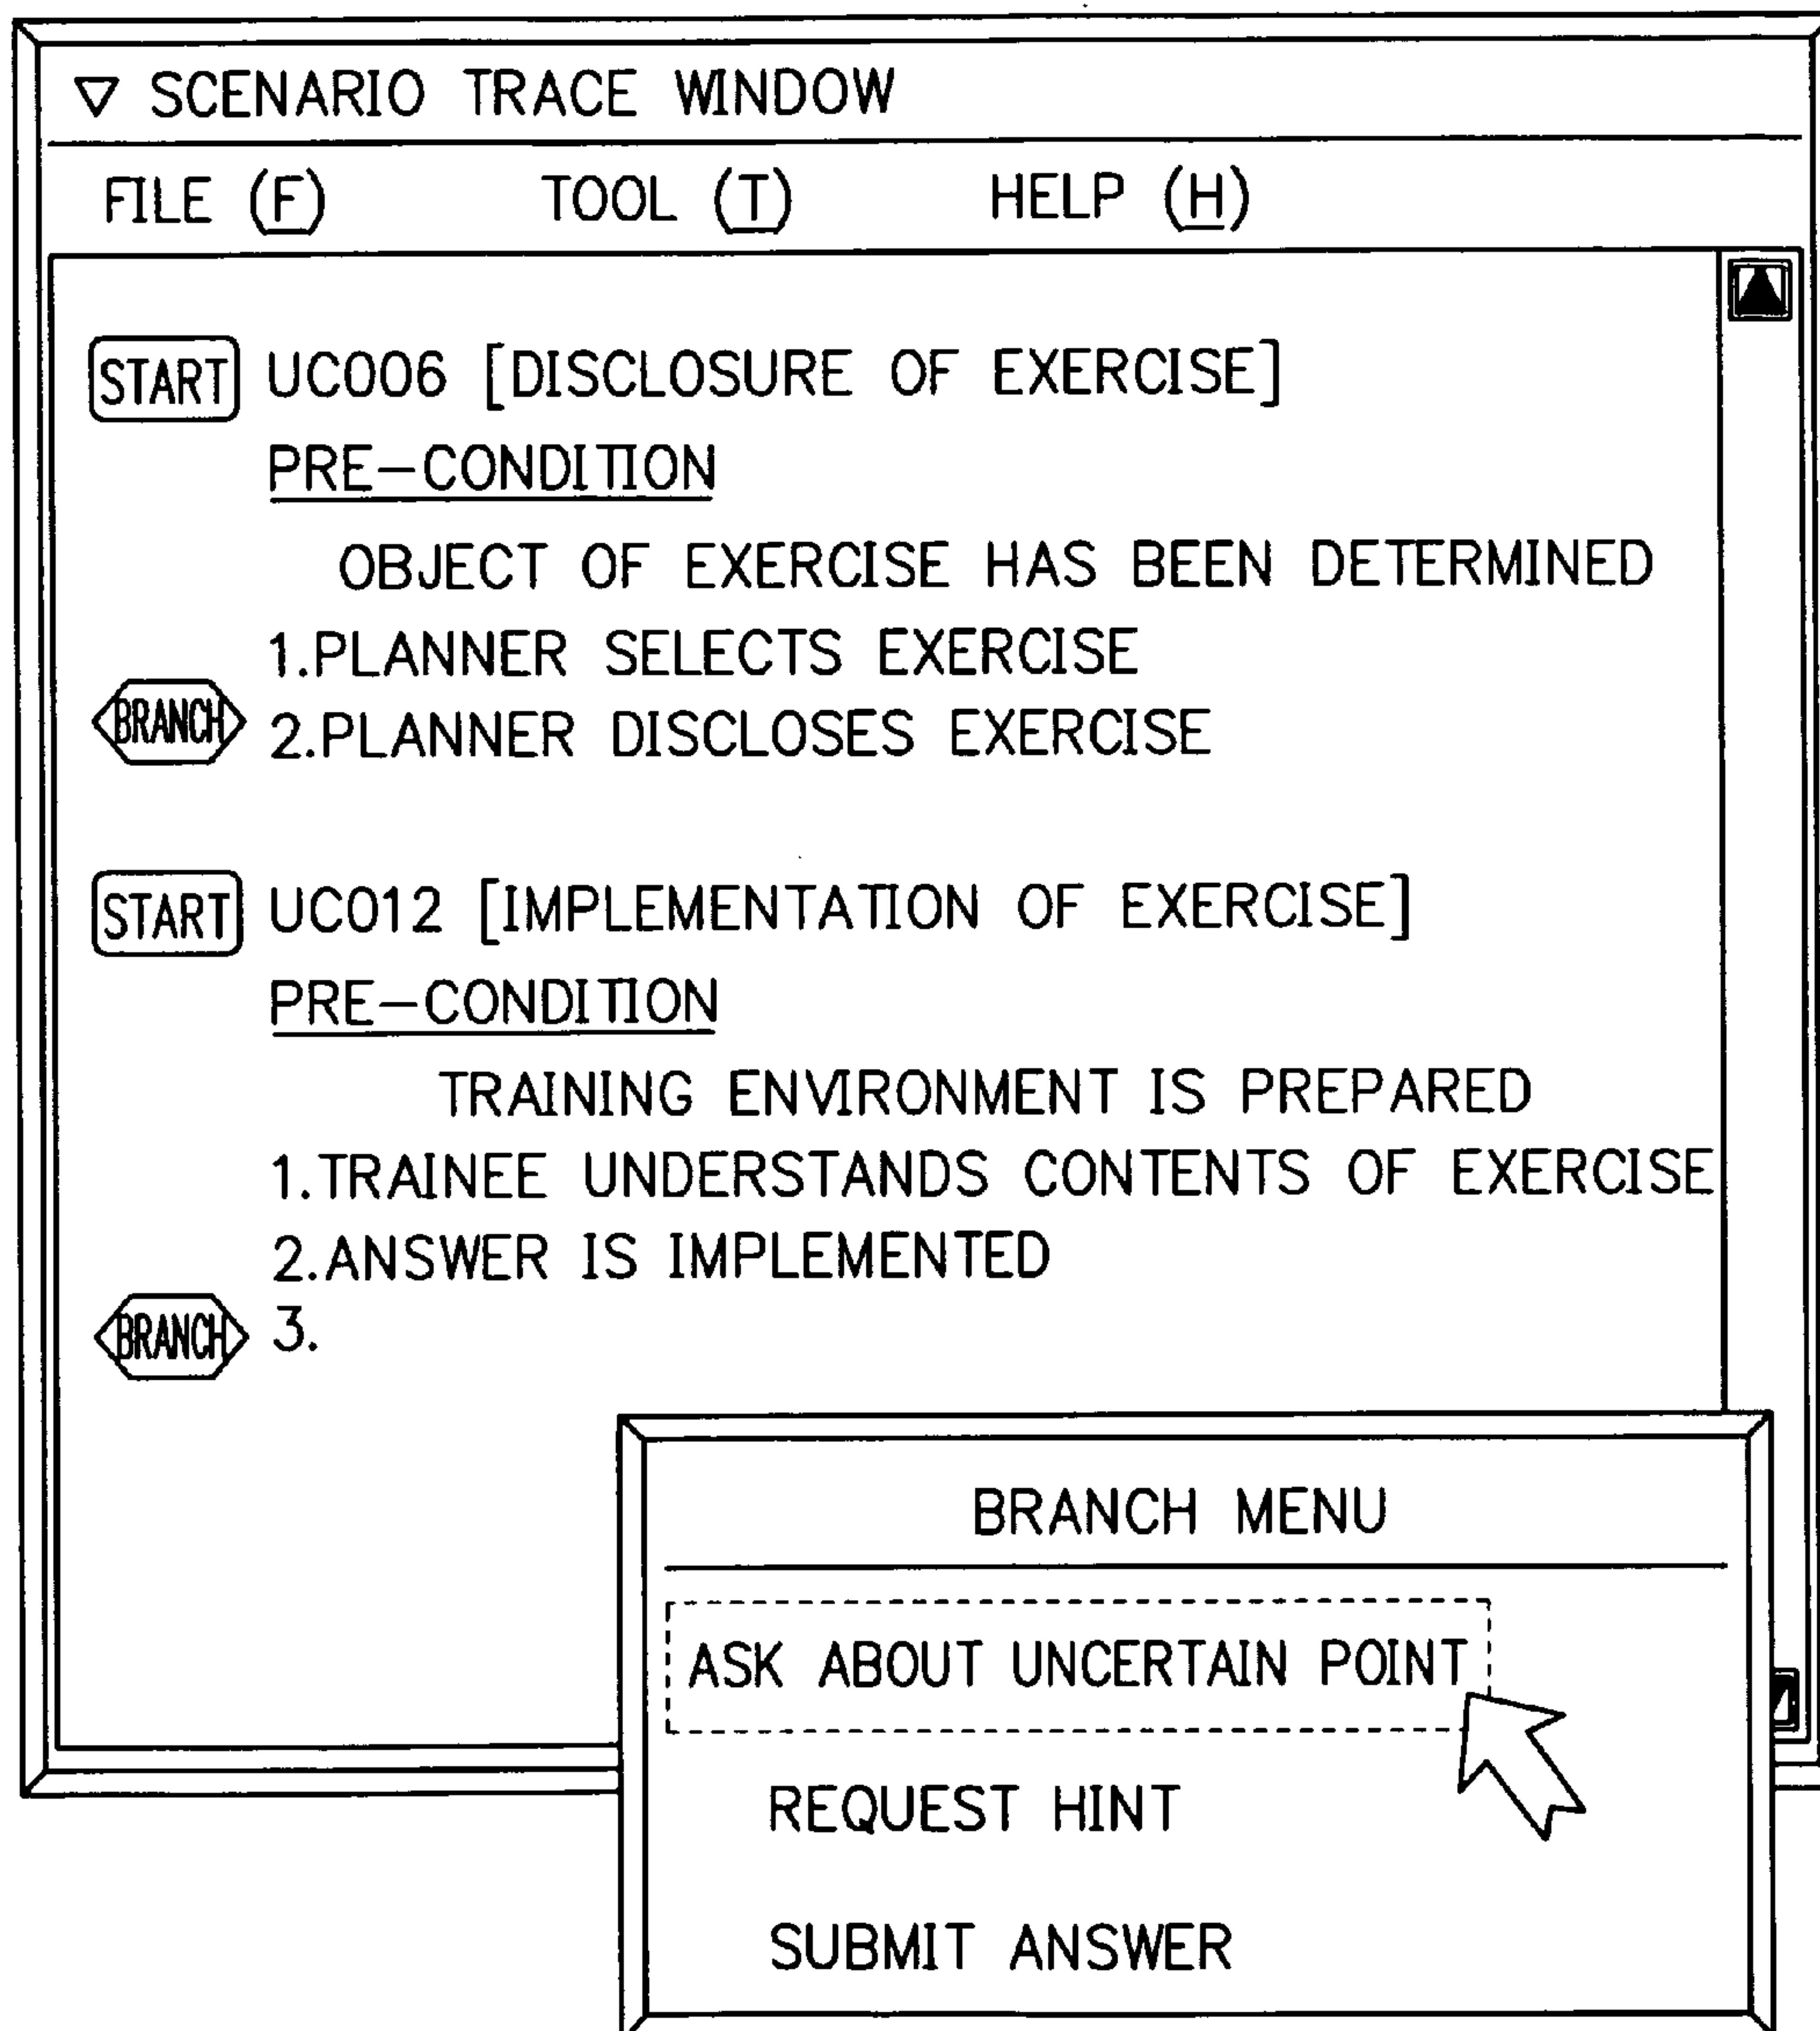 ▽ SCENARIO TRACE WINDOW
FILE (F) TOOL (T) HELP (H)
START UC006 [DISCLOSURE OF EXERCISE]
PRE-CONDITION
OBJECT OF EXERCISE HAS BEEN DETERMINED
1.PLANNER SELECTS EXERCISE
BRANCH 2.PLANNER DISCLOSES EXERCISE
START UC012 [IMPLEMENTATION OF EXERCISE]
PRE-CONDITION
TRAINING ENVIRONMENT IS PREPARED
1.TRAINEE UNDERSTANDS CONTENTS OF EXERCISE
2.ANSWER IS IMPLEMENTED
BRANCH 3.
BRANCH MENU
ASK ABOUT UNCERTAIN POINT
REQUEST HINT
SUBMIT ANSWER